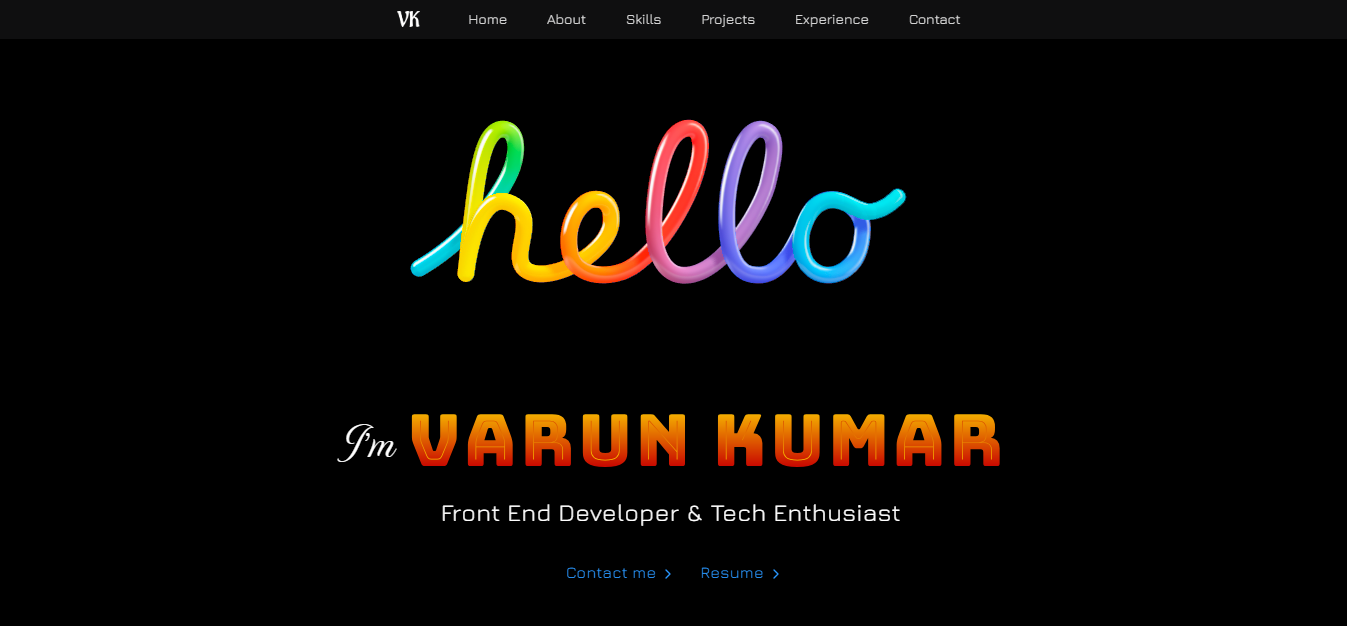 VK Home About Skills Projects Experience Contact
hello
I'm VARUN KUMAR
Front End Developer & Tech Enthusiast
Contact me Resume